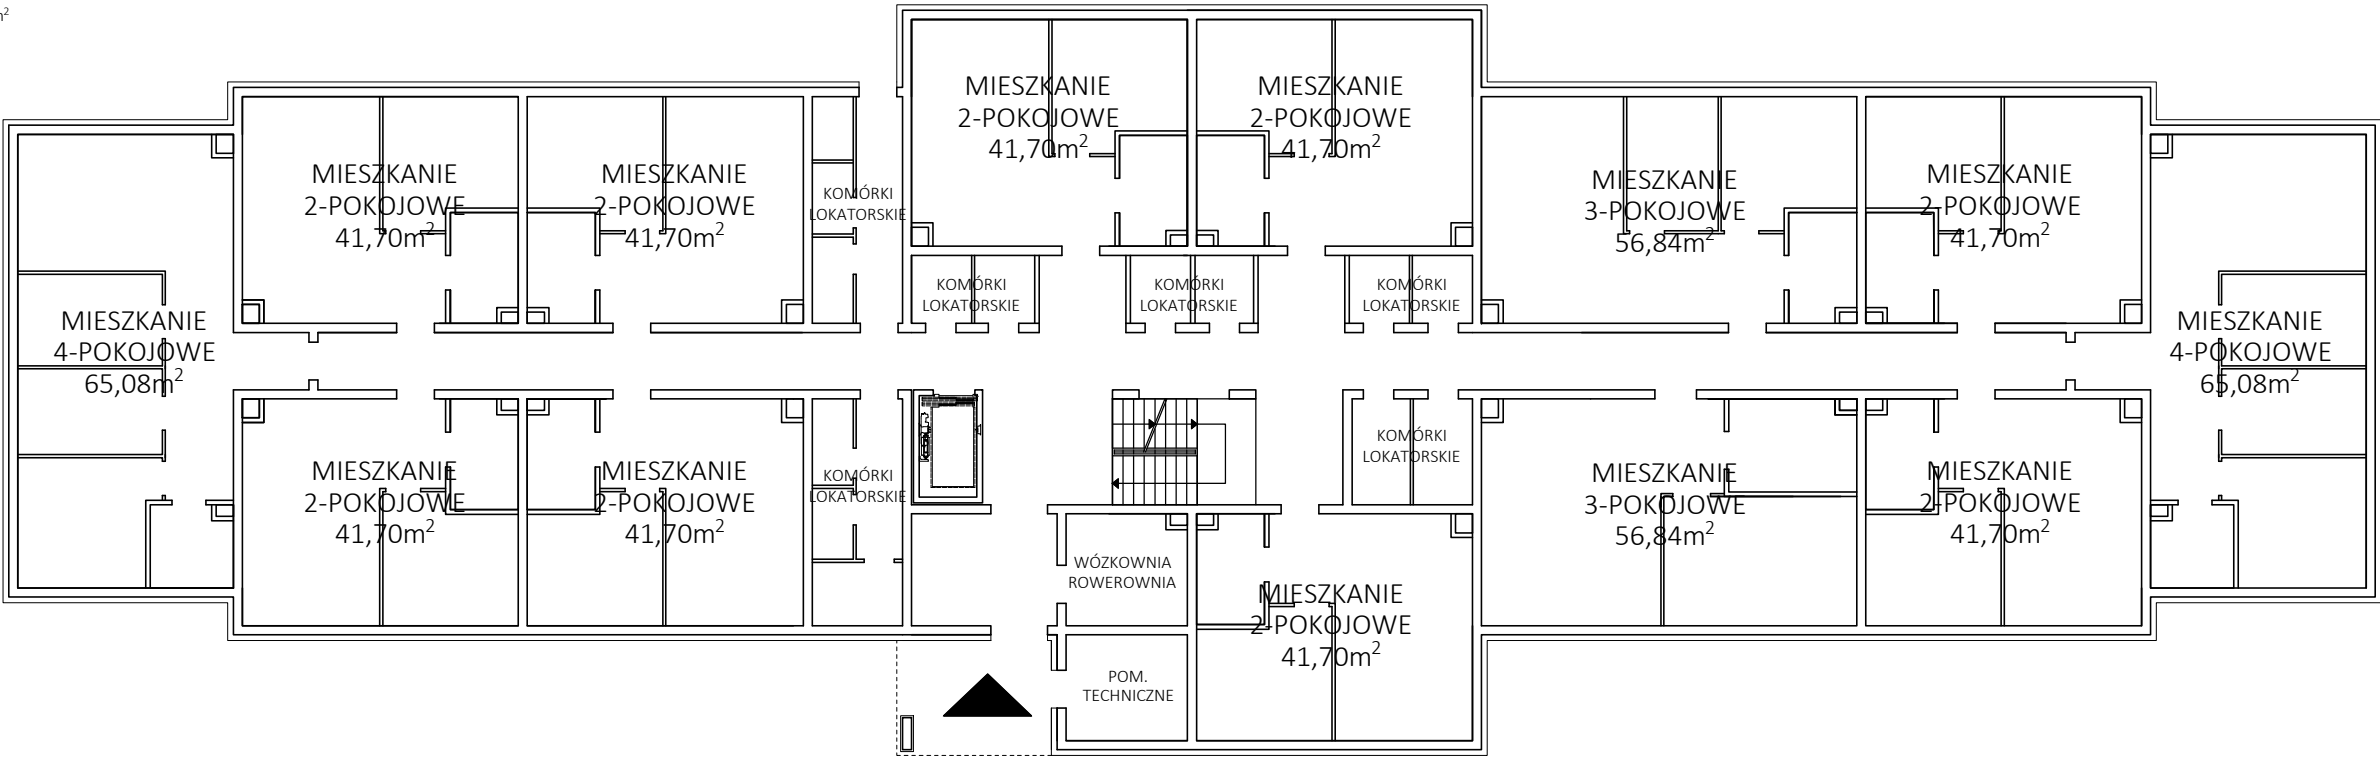 m²
MIESZKANIE
2-POKOJOWE
41,70m²
MIESZKANIE
2-POKOJOWE
41,70m²
MIESZKANIE
2-POKOJOWE
41,70m²
MIESZKANIE
2-POKOJOWE
41,70m²
KOMÓRKI
LOKATORSKIE
MIESZKANIE
3-POKOJOWE
56,84m²
MIESZKANIE
2-POKOJOWE
41,70m²
KOMÓRKI
LOKATORSKIE
KOMÓRKI
LOKATORSKIE
KOMÓRKI
LOKATORSKIE
MIESZKANIE
4-POKOJOWE
65,08m²
MIESZKANIE
4-POKOJOWE
65,08m²
MIESZKANIE
2-POKOJOWE
41,70m²
MIESZKANIE
2-POKOJOWE
41,70m²
KOMÓRKI
LOKATORSKIE
KOMÓRKI
LOKATORSKIE
MIESZKANIE
3-POKOJOWE
56,84m²
MIESZKANIE
2-POKOJOWE
41,70m²
WÓZKOWNIA
ROWEROWNIA
MIESZKANIE
2-POKOJOWE
41,70m²
POM.
TECHNICZNE